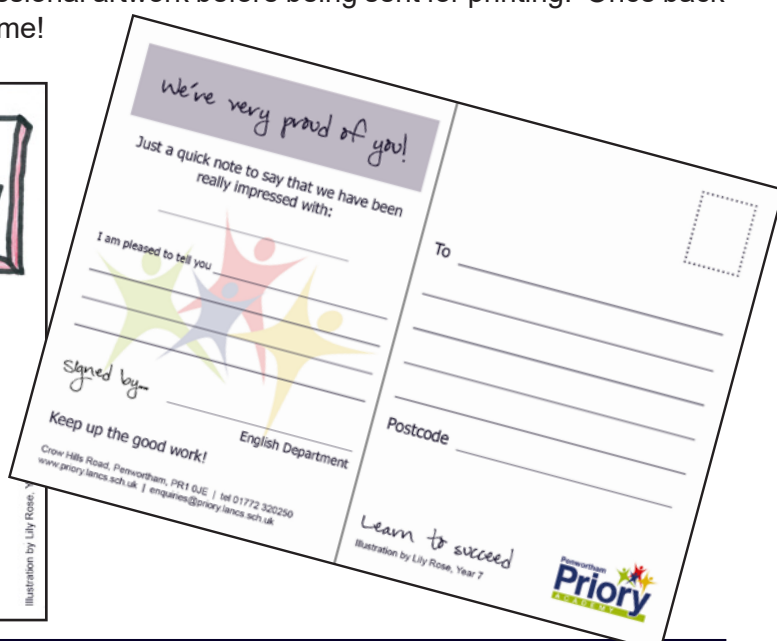 sional artwork before being sent for printing! Once back
me!
We're very proud of you!
Just a quick note to say that we have been
really impressed with:
I am pleased to tell you
signed by...
English Department
Keep up the good work!
Crow Hills Road, Penwortham, PR1 0JE | tel 01772 320250
www.priory.lancs.sch.uk | enquiries@priory.lancs.sch.uk
To
Postcode
Learn to succeed
Illustration by Lily Rose, Year 7
Penwortham
Priory
ACADEMY
Illustration by Lily Rose,